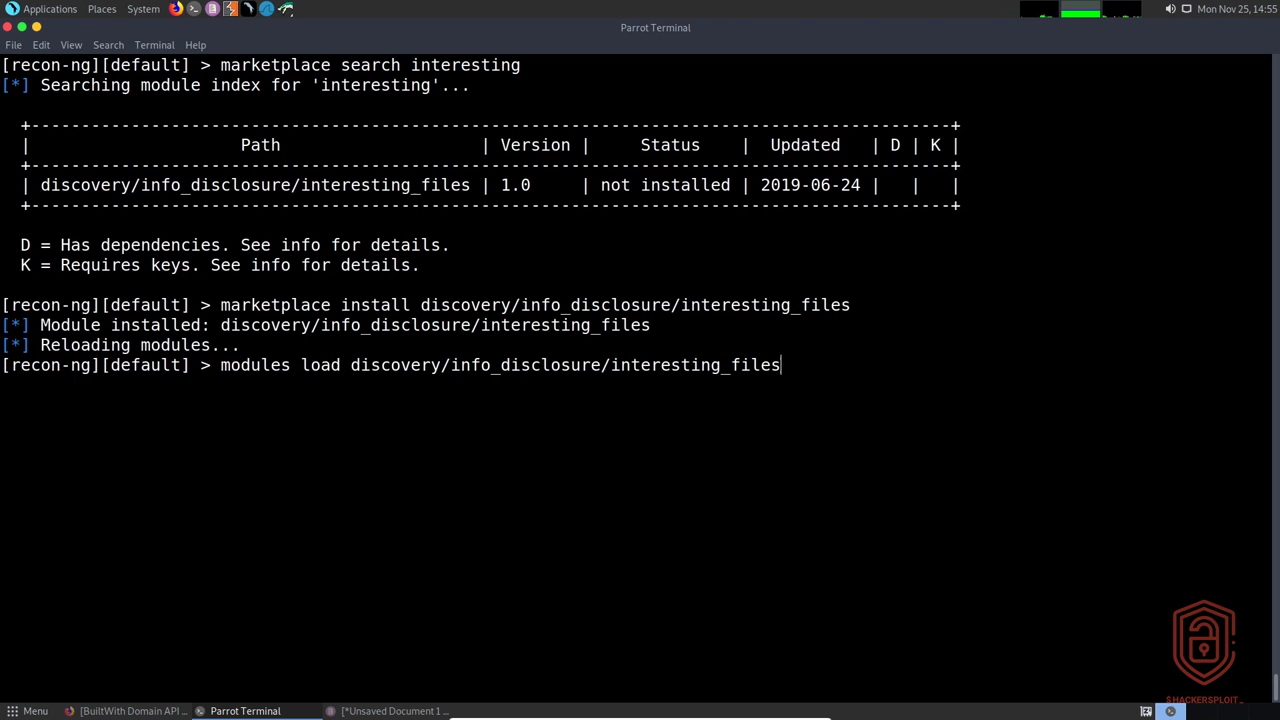 Applications Places System Mon Nov 25, 14:55
Parrot Terminal
File Edit View Search Terminal Help
[recon-ng][default] > marketplace search interesting
[*] Searching module index for 'interesting'...
+--------------------------------------------------------------------------------------------+
| Path | Version | Status | Updated | D | K |
+--------------------------------------------------------------------------------------------+
| discovery/info_disclosure/interesting_files | 1.0 | not installed | 2019-06-24 | | |
+--------------------------------------------------------------------------------------------+
D = Has dependencies. See info for details.
K = Requires keys. See info for details.
[recon-ng][default] > marketplace install discovery/info_disclosure/interesting_files
[*] Module installed: discovery/info_disclosure/interesting_files
[*] Reloading modules...
[recon-ng][default] > modules load discovery/info_disclosure/interesting_files
$HACKERSPLOIT_
Menu [BuiltWith Domain API ... Parrot Terminal [*Unsaved Document 1 ...